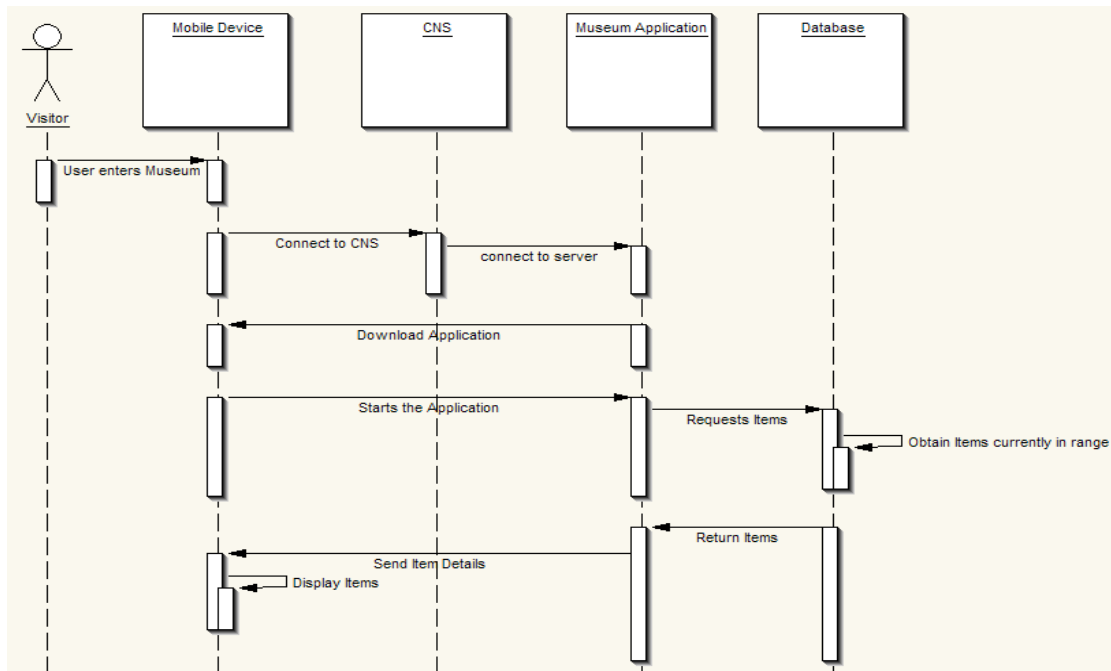 Mobile Device
CNS
Museum Application
Database
Visitor
User enters Museum
Connect to CNS
connect to server
Download Application
Starts the Application
Requests Items
Obtain Items currently in range
Return Items
Send Item Details
Display Items